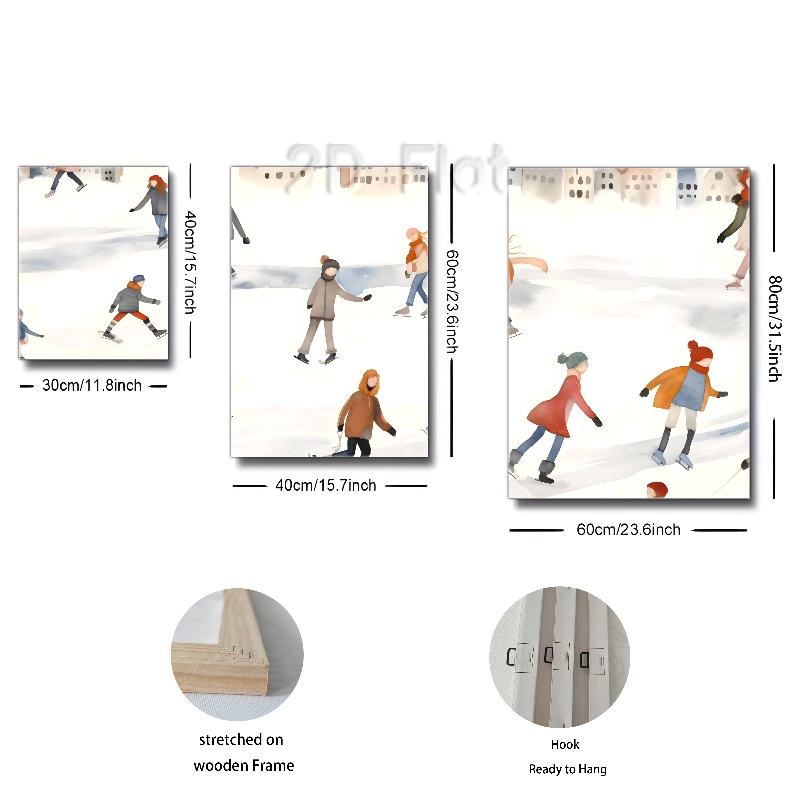 2D Flat
40cm/15.7inch
60cm/23.6inch
80cm/31.5inch
30cm/11.8inch
40cm/15.7inch
60cm/23.6inch
stretched on
wooden Frame
Hook
Ready to Hang